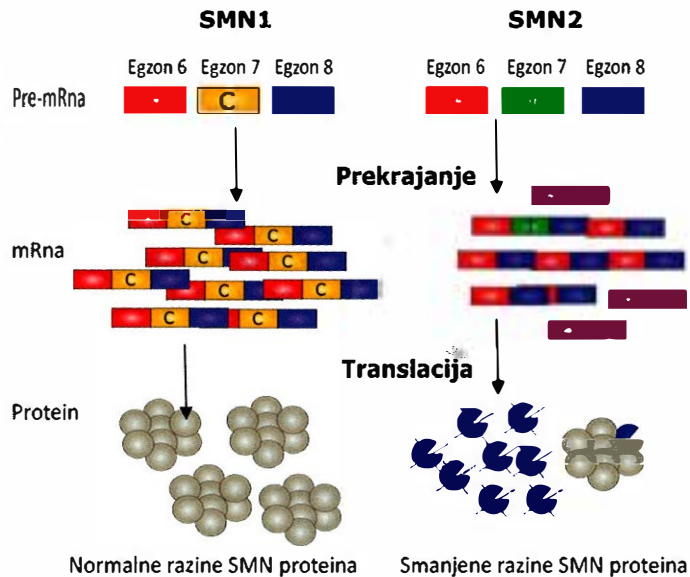 SMN1 SMN2
Egzon 6 Egzon 7 Egzon 8 Egzon 6 Egzon 7 Egzon 8
Pre-mRna C
Prekrajanje
C
C
mRna C C
C C C
C C
Translacija
Protein
Normalne razine SMN proteina Smanjene razine SMN proteina